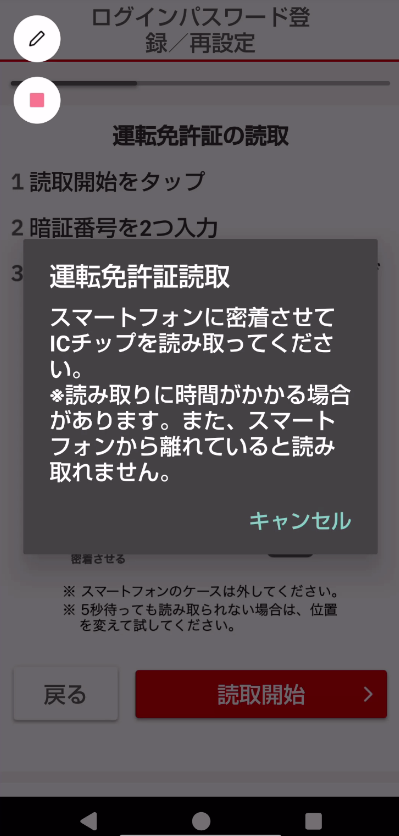 ログインパスワード登
録／再設定
運転免許証の読取
1 読取開始をタップ
2 暗証番号を2つ入力
3
運転免許証読取
スマートフォンに密着させて
ICチップを読み取ってくださ
い。
※読み取りに時間がかかる場合
があります。また、スマート
フォンから離れていると読み
取れません。
キャンセル
密着させる
※ スマートフォンのケースは外してください。
※ 5秒待っても読み取られない場合は、位置
を変えて試してください。
戻る
読取開始